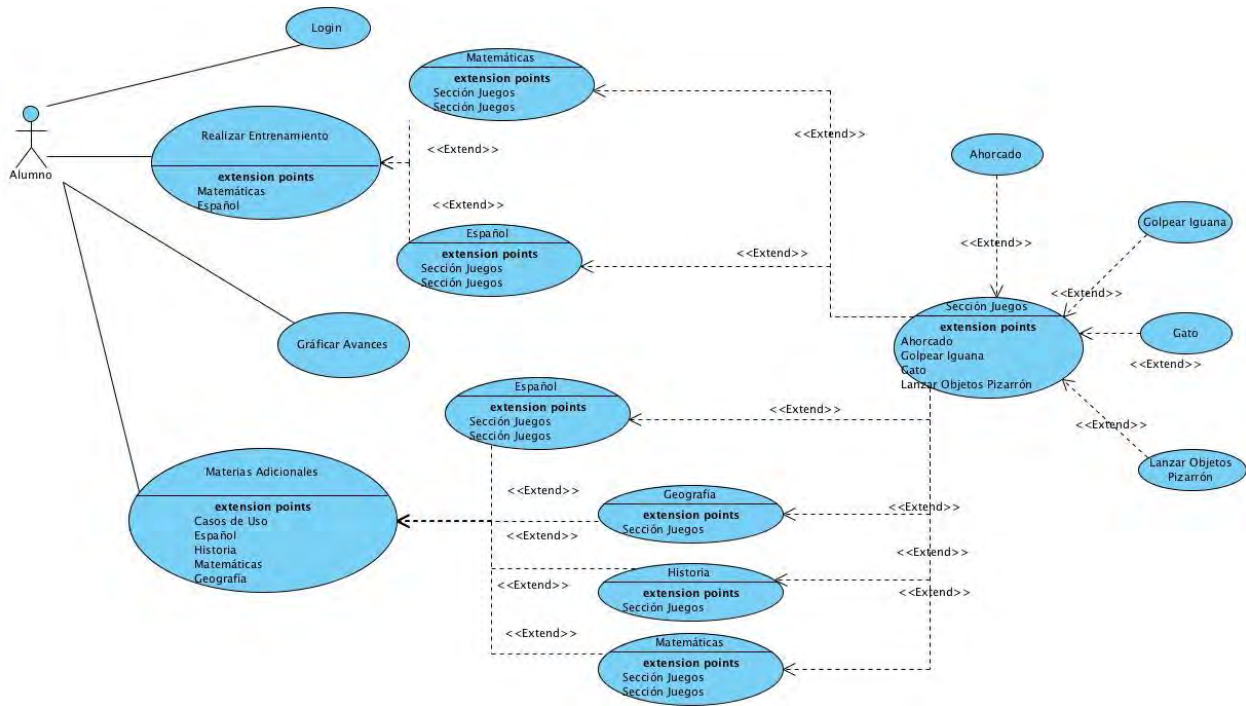 Login
Alumno
Realizar Entrenamiento
extension points
Matemáticas
Español
Matemáticas
extension points
Sección Juegos
Sección Juegos
<<Extend>>
<<Extend>>
Español
extension points
Sección Juegos
Sección Juegos
<<Extend>>
<<Extend>>
Ahorcado
<<Extend>>
Golpear Iguana
<<Extend>>
Sección Juegos
extension points
Ahorcado
Golpear Iguana
Gato
Lanzar Objetos Pizarrón
Gato
<<Extend>>
<<Extend>>
Lanzar Objetos
Pizarrón
Gráficar Avances
Materias Adicionales
extension points
Casos de Uso
Español
Historia
Matemáticas
Geografía
Español
extension points
Sección Juegos
Sección Juegos
<<Extend>>
<<Extend>>
<<Extend>>
<<Extend>>
<<Extend>>
Geografía
extension points
Sección Juegos
<<Extend>>
Historia
extension points
Sección Juegos
<<Extend>>
<<Extend>>
Matemáticas
extension points
Sección Juegos
Sección Juegos